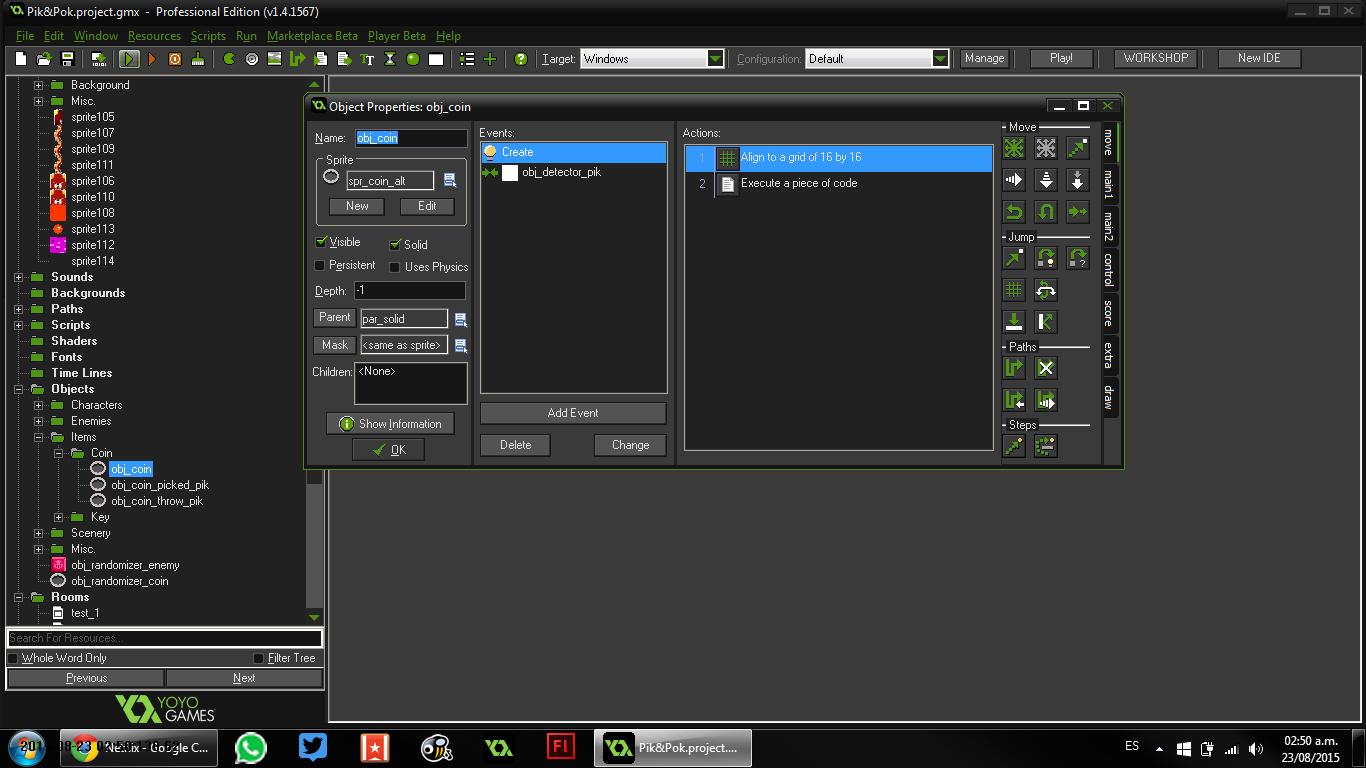 Pik&Pok.project.gmx - Professional Edition (v1.4.1567)
File Edit Window Resources Scripts Run Marketplace Beta Player Beta Help
Target: Windows Configuration: Default Manage Play! WORKSHOP New IDE
Background
Misc.
sprite105
sprite107
sprite109
sprite111
sprite106
sprite110
sprite108
sprite113
sprite112
sprite114
Sounds
Backgrounds
Paths
Scripts
Shaders
Fonts
Time Lines
Objects
Characters
Enemies
Items
Coin
obj_coin
obj_coin_picked_pik
obj_coin_throw_pik
Key
Scenery
Misc.
obj_randomizer_enemy
obj_randomizer_coin
Rooms
test_1
Search For Resources...
Whole Word Only Filter Tree
Previous Next
YOYO
GAMES
Object Properties: obj_coin
Name: obj_coin
Sprite
spr_coin_alt
New Edit
Visible Solid
Persistent Uses Physics
Depth: -1
Parent par_solid
Mask <same as sprite>
Children: <None>
Show Information
OK
Events:
Create
obj_detector_pik
Add Event
Delete Change
Actions:
1 Align to a grid of 16 by 16
2 Execute a piece of code
Move
Jump
Paths
Steps
move
main1
main2
control
score
extra
draw
Google C...
Fl
Pik&Pok.project....
ES
02:50 a.m.
23/08/2015